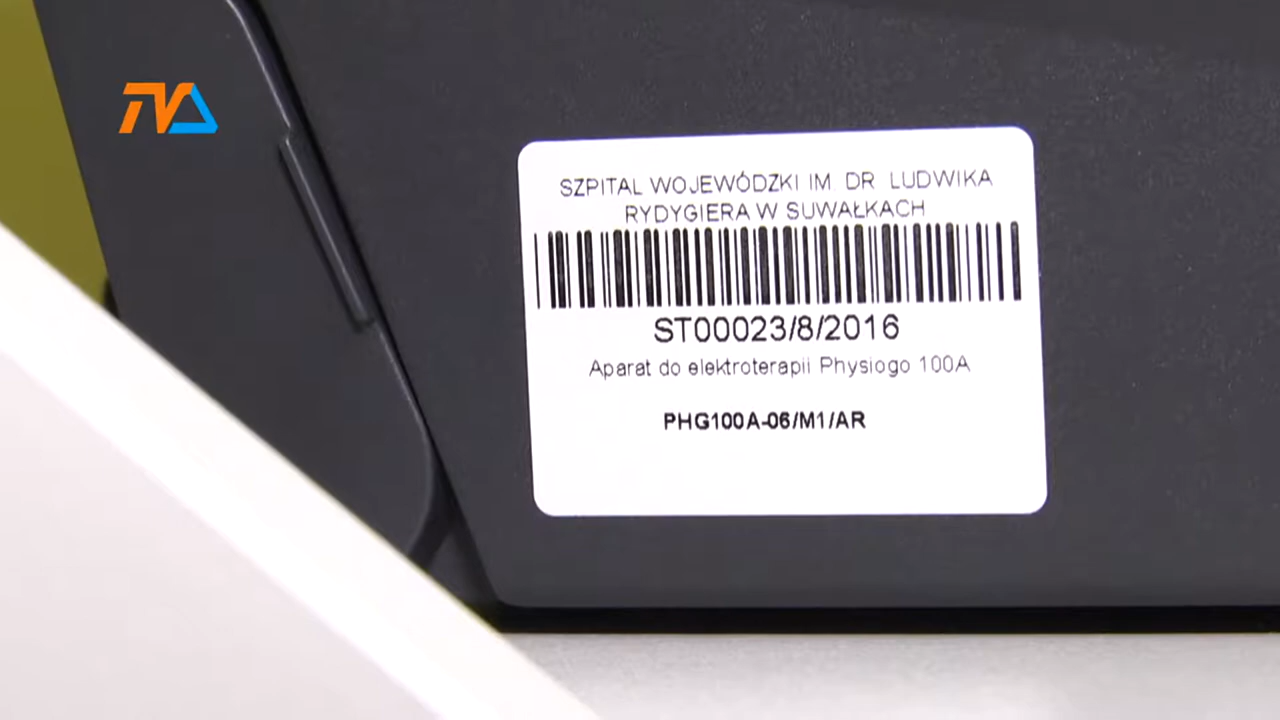 TVA
SZPITAL WOJEWÓDZKI IM. DR LUDWIKA
RYDYGIERA W SUWAŁKACH
ST00023/8/2016
Aparat do elektroterapii Physiogo 100A
PHG100A-06/M1/AR